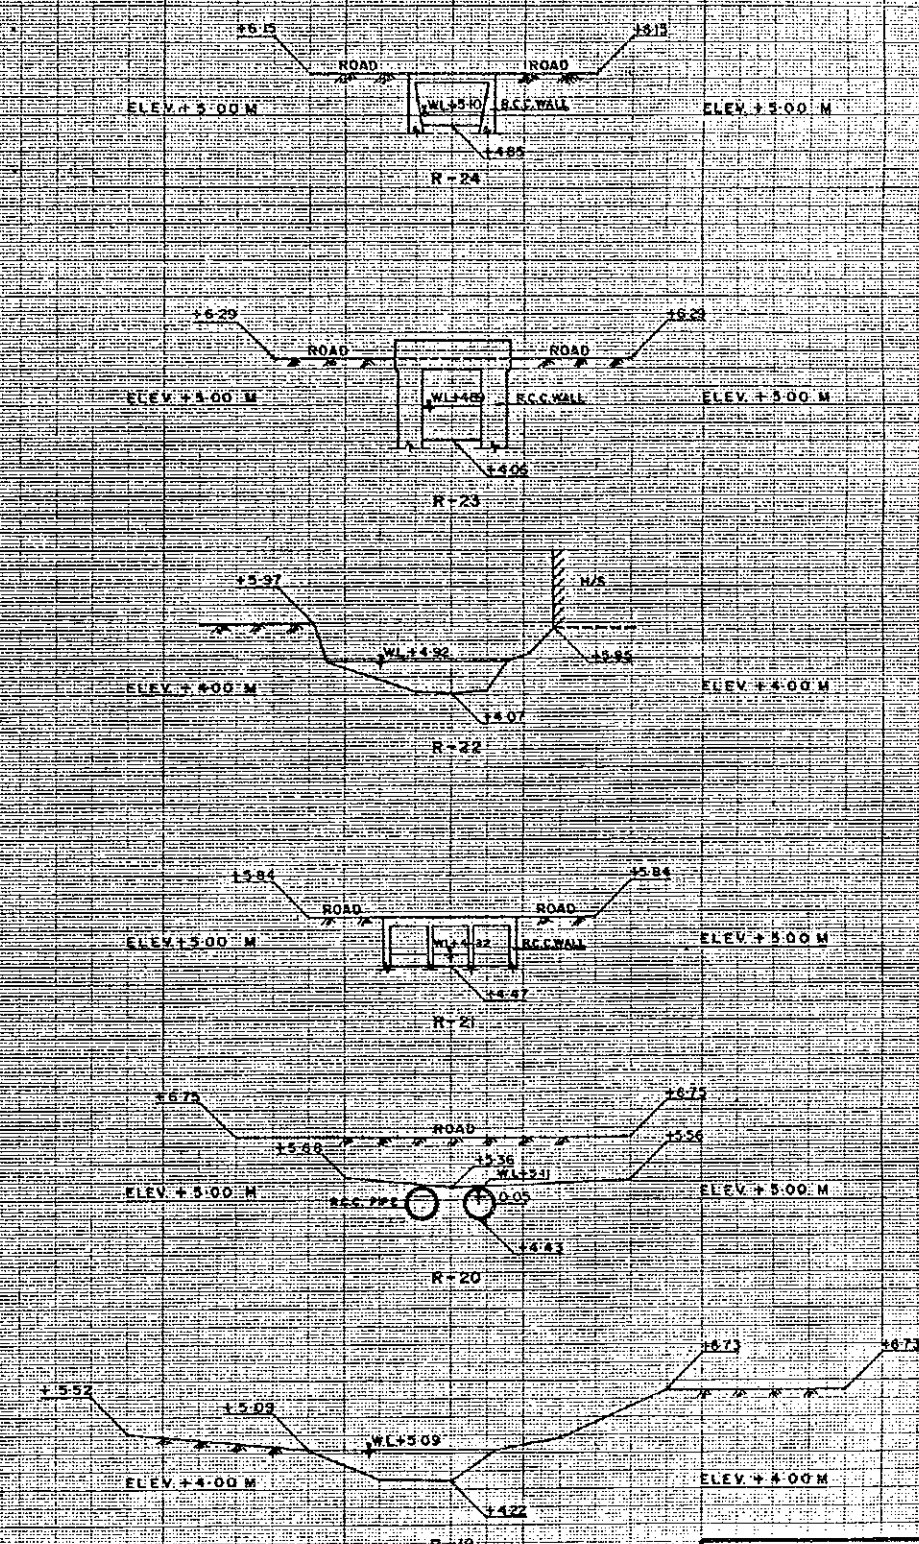 +6.15 +6.15
ROAD ROAD
ELEV. + 5.00 M WL+5.10 R.C.C. WALL ELEV. + 5.00 M
+4.85
R-24
+6.29 +6.29
ROAD ROAD
ELEV. + 5.00 M WL+4.89 R.C.C. WALL ELEV. + 5.00 M
+4.06
R-23
+5.97 H/S
WL+4.92
ELEV. + 4.00 M ELEV. + 4.00 M
+4.07
R-22
+5.84 +5.84
ROAD ROAD
ELEV. + 5.00 M R.C.C. WALL ELEV. + 5.00 M
+4.47
R-21
+6.75 +6.75
ROAD
+5.68 +5.36 +5.56
WL+5.11
ELEV. + 5.00 M R.C.C. PIPE ELEV. + 5.00 M
+4.43
R-20
+6.73 +6.73
+5.52 +5.09
WL+5.09
ELEV. + 4.00 M ELEV. + 4.00 M
+4.22